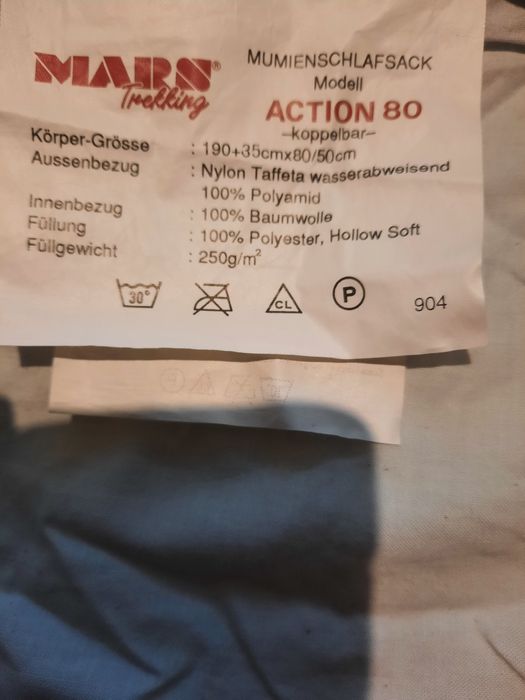 MARS®
Trekking
MUMIENSCHLAFSACK
Modell
ACTION 80
-koppelbar-
Körper-Grösse : 190+35cmx80/50cm
Aussenbezug : Nylon Taffeta wasserabweisend
100% Polyamid
Innenbezug : 100% Baumwolle
Füllung : 100% Polyester, Hollow Soft
Füllgewicht : 250g/m²
30° CL P 904